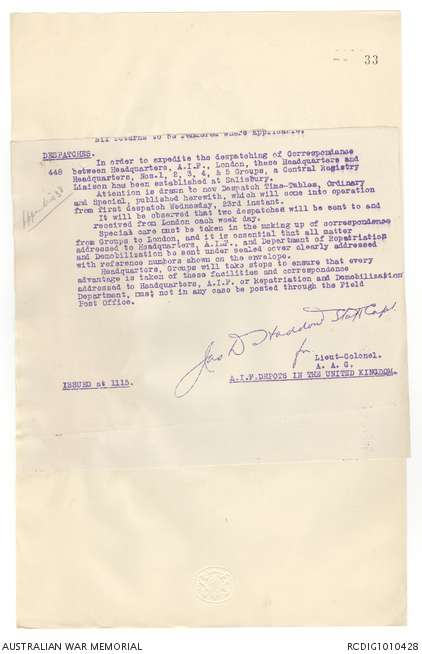 33
Nil returns to be rendered where applicable.
DESPATCHES.
In order to expedite the despatching of Correspondence
448 between Headquarters, A.I.F., London, these Headquarters and
Headquarters, Nos.1, 2, 3, 4, & 5 Groups, a Central Registry
Liaison has been established at Salisbury.
Attention is drawn to new Despatch Time-Tables, Ordinary
and Special, published herewith, which will come into operation
from First despatch Wednesday, 23rd instant.
It will be observed that two despatches will be sent to and
received from London each week day.
Special care must be taken in the making up of correspondence
from Groups to London, and it is essential that all matter
addressed to Headquarters, A.I.F., and Department of Repatriation
and Demobilization be sent under sealed cover clearly addressed
with reference numbers shown on the envelope.
Headquarters, Groups will take steps to ensure that every
advantage is taken of these facilities and correspondence
addressed to Headquarters, A.I.F. or Repatriation and Demobilization
Department, must not in any case be posted through the Field
Post Office.
Jas D Haddow Staff Capt
for
Lieut-Colonel.
A. A. G.
ISSUED at 1115.
A.I.F.DEPOTS IN THE UNITED KINGDOM.
AUSTRALIAN WAR MEMORIAL
RCDIG1010428